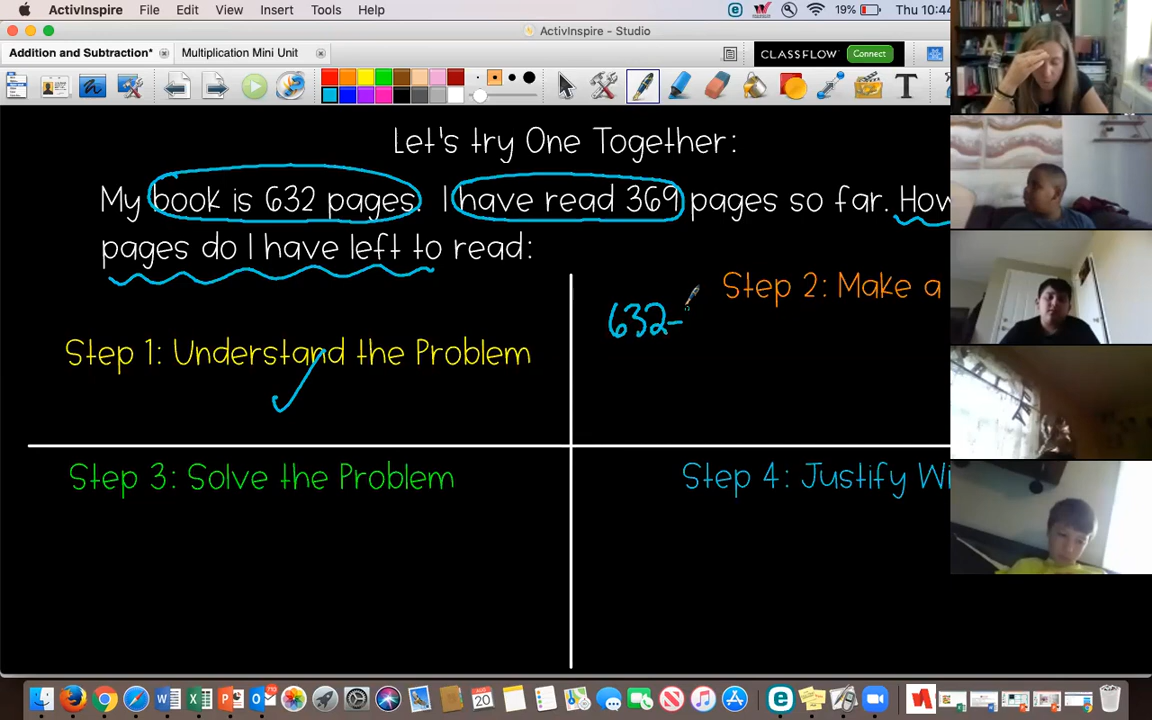 ActivInspire File Edit View Insert Tools Help 19% Thu 10:44
ActivInspire - Studio
Addition and Subtraction* Multiplication Mini Unit CLASSFLOW Connect
Let's try One Together:
My book is 632 pages. I have read 369 pages so far. How
pages do I have left to read:
Step 2: Make a
632-
Step 1: Understand the Problem
Step 3: Solve the Problem
Step 4: Justify Wi
AUG
20